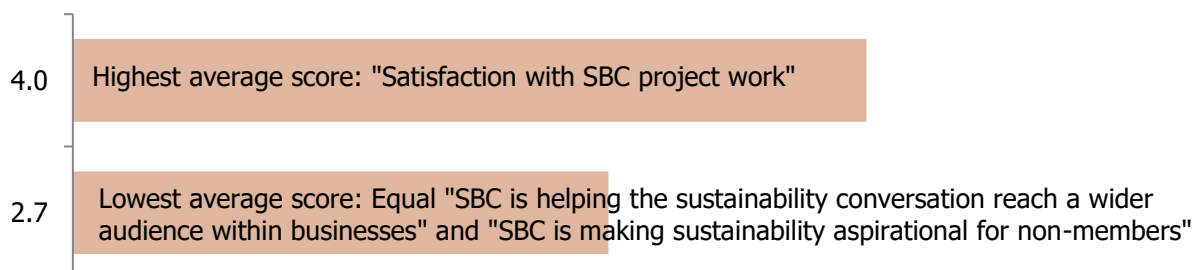 4.0
Highest average score: "Satisfaction with SBC project work"
2.7
Lowest average score: Equal "SBC is helping the sustainability conversation reach a wider
audience within businesses" and "SBC is making sustainability aspirational for non-members"